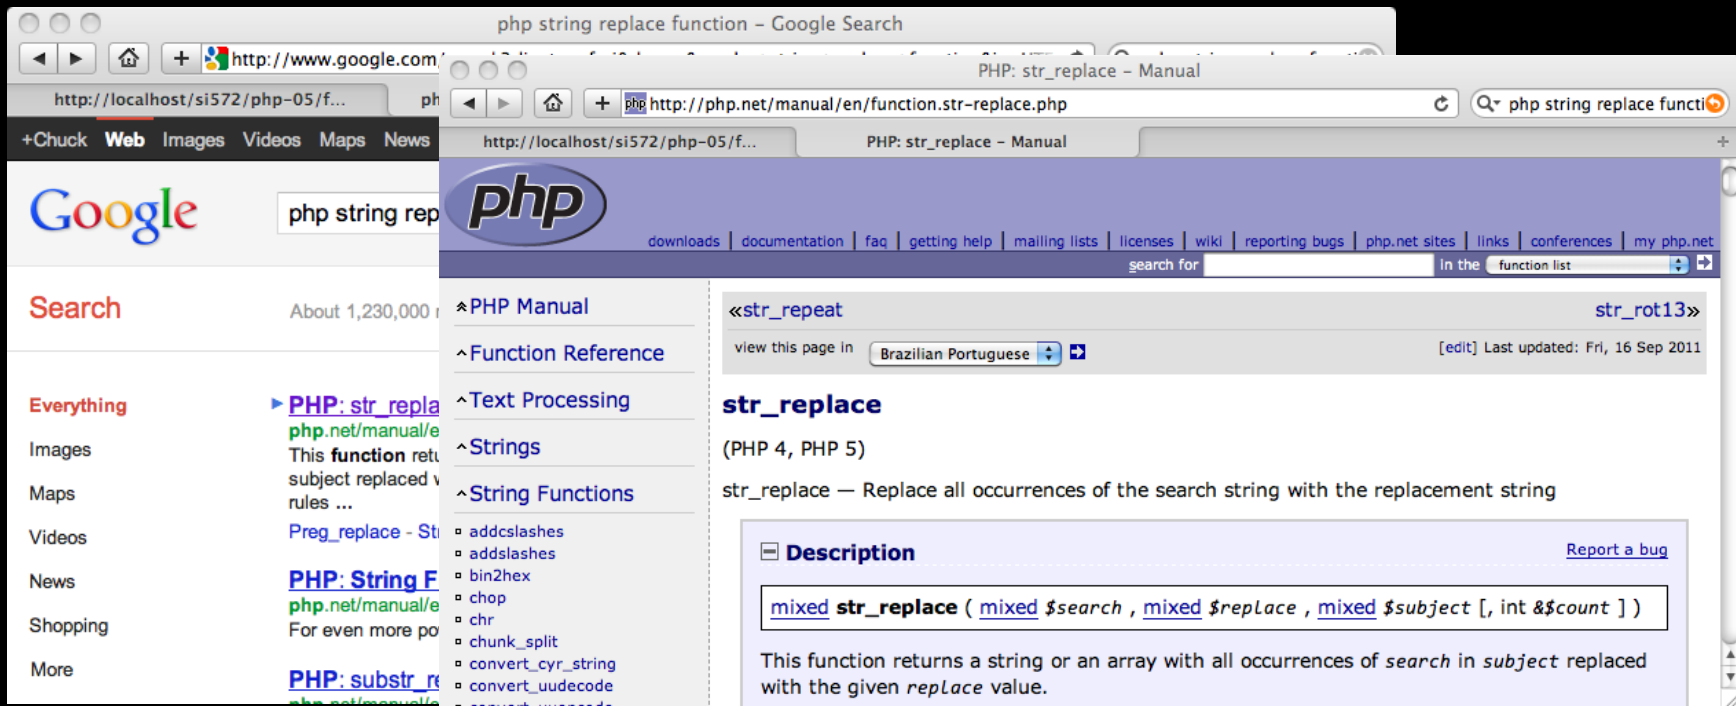 php string replace function – Google Search
http://www.google.com/
http://localhost/si572/php-05/f...
ph
+Chuck Web Images Videos Maps News
Google
php string rep
Search
About 1,230,000
Everything
Images
Maps
Videos
News
Shopping
More
PHP: str_repla
php.net/manual/e
This function retu
subject replaced
rules ...
Preg_replace - St
PHP: String F
php.net/manual/e
For even more po
PHP: substr_re
PHP: str_replace – Manual
php http://php.net/manual/en/function.str-replace.php
php string replace functi
http://localhost/si572/php-05/f...
PHP: str_replace – Manual
php
downloads | documentation | faq | getting help | mailing lists | licenses | wiki | reporting bugs | php.net sites | links | conferences | my php.net
search for in the function list
PHP Manual
Function Reference
Text Processing
Strings
String Functions
addcslashes
addslashes
bin2hex
chop
chr
chunk_split
convert_cyr_string
convert_uudecode
«str_repeat
str_rot13»
view this page in Brazilian Portuguese
[edit] Last updated: Fri, 16 Sep 2011
str_replace
(PHP 4, PHP 5)
str_replace — Replace all occurrences of the search string with the replacement string
Description
Report a bug
mixed str_replace ( mixed $search , mixed $replace , mixed $subject [, int &$count ] )
This function returns a string or an array with all occurrences of search in subject replaced
with the given replace value.